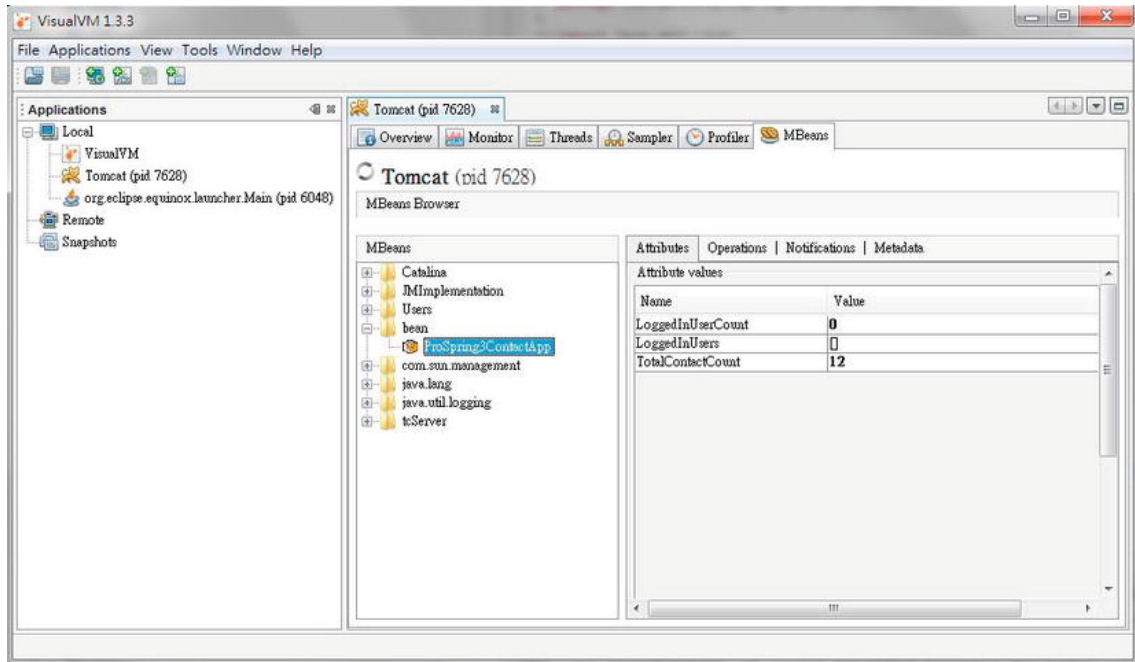 VisualVM 1.3.3
File Applications View Tools Window Help
Applications
Local
VisualVM
Tomcat (pid 7628)
org.eclipse.equinox.launcher.Main (pid 6048)
Remote
Snapshots
Tomcat (pid 7628)
Overview Monitor Threads Sampler Profiler MBeans
Tomcat (pid 7628)
MBeans Browser
MBeans
Catalina
JMImplementation
Users
bean
ProSpring3ContactApp
com.sun.management
java.lang
java.util.logging
tcServer
Attributes Operations | Notifications | Metadata
Attribute values
Name Value
LoggedInUserCount 0
LoggedInUsers []
TotalContactCount 12